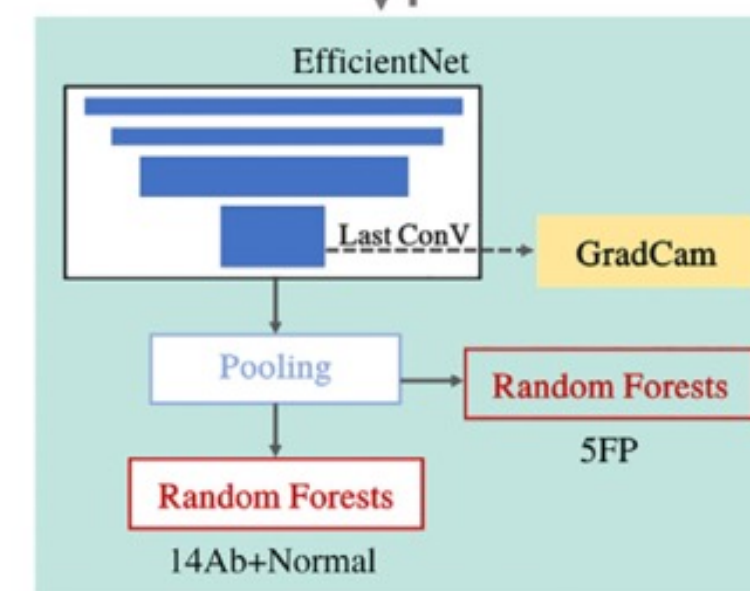 EfficientNet
Last ConV
GradCam
Pooling
Random Forests
5FP
Random Forests
14Ab+Normal